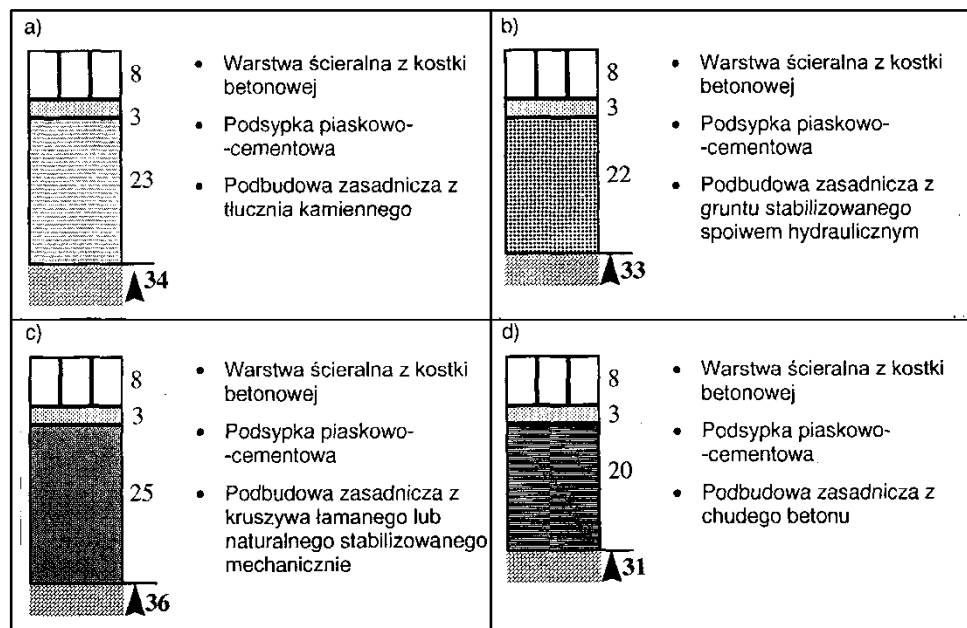 a)
8
3
23
34
• Warstwa ścieralna z kostki
betonowej
• Podsypka piaskowo-
-cementowa
• Podbudowa zasadnicza z
tłucznia kamiennego
b)
8
3
22
33
• Warstwa ścieralna z kostki
betonowej
• Podsypka piaskowo-
-cementowa
• Podbudowa zasadnicza z
gruntu stabilizowanego
spoiwem hydraulicznym
c)
8
3
25
36
• Warstwa ścieralna z kostki
betonowej
• Podsypka piaskowo-
-cementowa
• Podbudowa zasadnicza z
kruszywa łamanego lub
naturalnego stabilizowanego
mechanicznie
d)
8
3
20
31
• Warstwa ścieralna z kostki
betonowej
• Podsypka piaskowo-
-cementowa
• Podbudowa zasadnicza z
chudego betonu